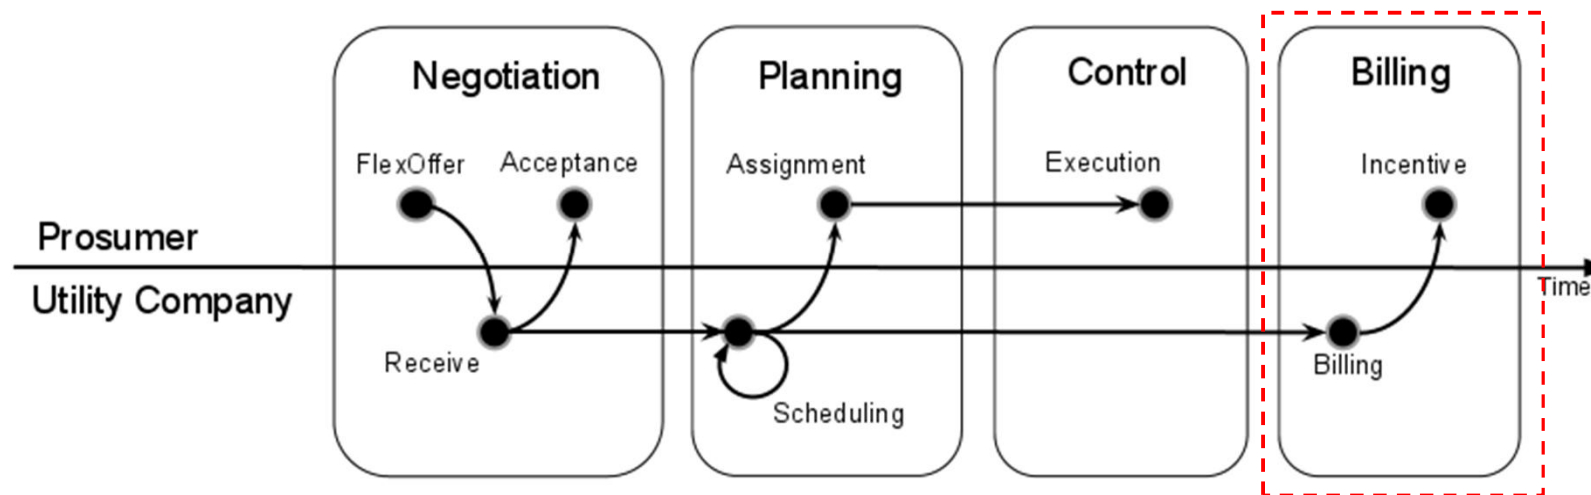 Negotiation
Planning
Control
Billing
FlexOffer
Acceptance
Assignment
Execution
Incentive
Prosumer
Utility Company
Time
Receive
Billing
Scheduling